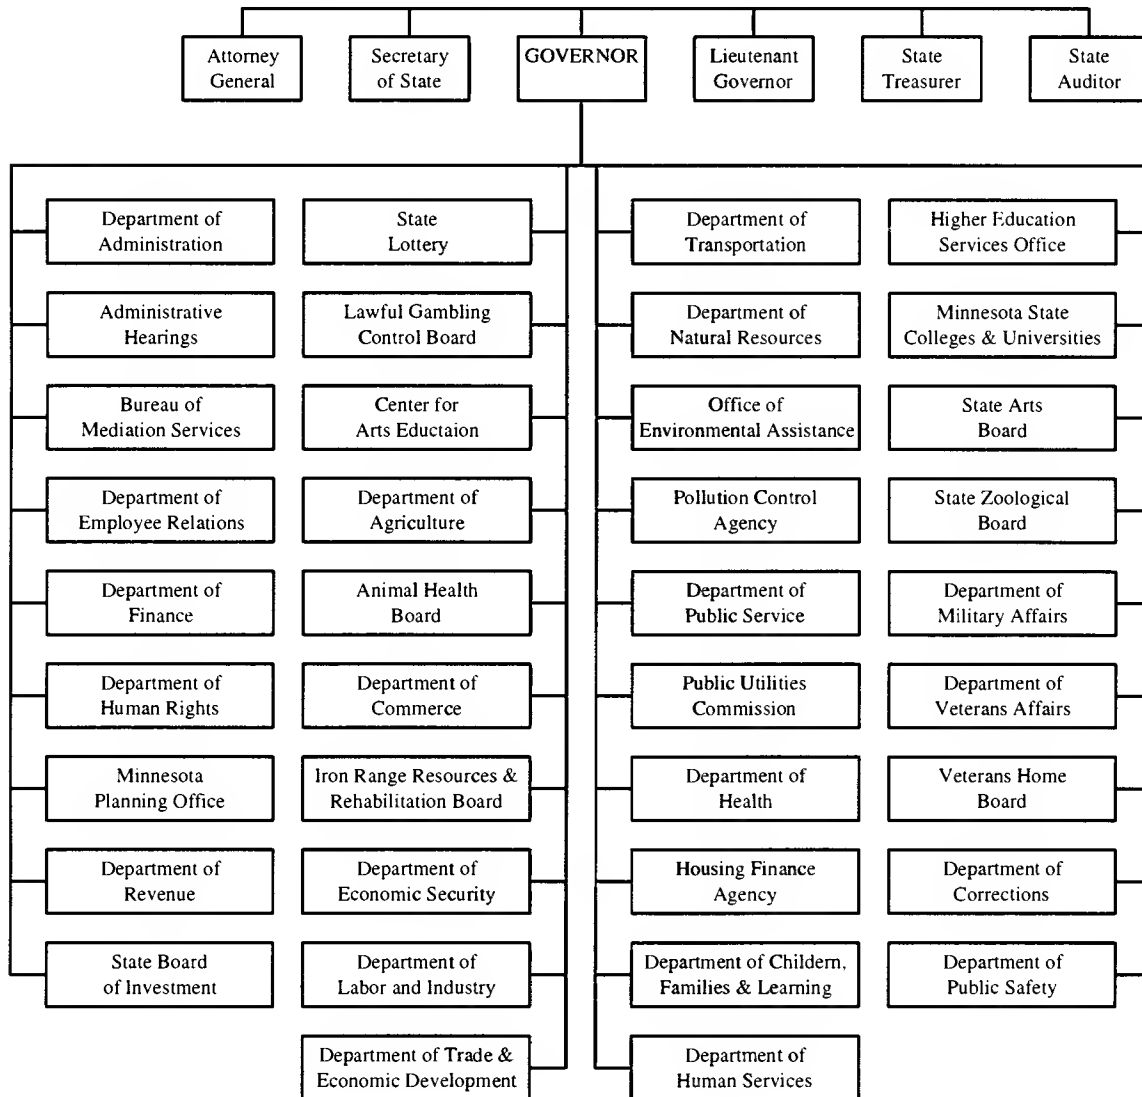 Attorney
General
Secretary
of State
GOVERNOR
Lieutenant
Governor
State
Treasurer
State
Auditor
Department of
Administration
State
Lottery
Department of
Transportation
Higher Education
Services Office
Administrative
Hearings
Lawful Gambling
Control Board
Department of
Natural Resources
Minnesota State
Colleges & Universities
Bureau of
Mediation Services
Center for
Arts Eductaion
Office of
Environmental Assistance
State Arts
Board
Department of
Employee Relations
Department of
Agriculture
Pollution Control
Agency
State Zoological
Board
Department of
Finance
Animal Health
Board
Department of
Public Service
Department of
Military Affairs
Department of
Human Rights
Department of
Commerce
Public Utilities
Commission
Department of
Veterans Affairs
Minnesota
Planning Office
Iron Range Resources &
Rehabilitation Board
Department of
Health
Veterans Home
Board
Department of
Revenue
Department of
Economic Security
Housing Finance
Agency
Department of
Corrections
State Board
of Investment
Department of
Labor and Industry
Department of Childern,
Families & Learning
Department of
Public Safety
Department of Trade &
Economic Development
Department of
Human Services